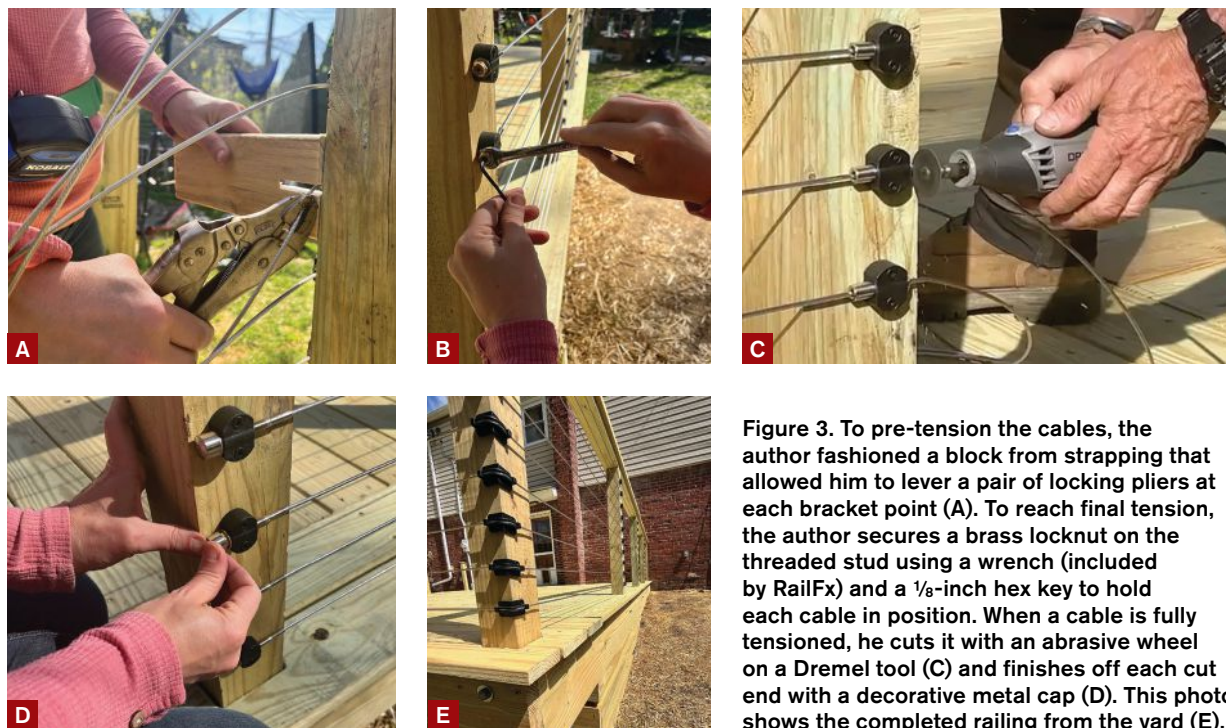 KOBALT
A
B
C
D
E
Figure 3. To pre-tension the cables, the
author fashioned a block from strapping that
allowed him to lever a pair of locking pliers at
each bracket point (A). To reach final tension,
the author secures a brass locknut on the
threaded stud using a wrench (included
by RailFx) and a ⅛-inch hex key to hold
each cable in position. When a cable is fully
tensioned, he cuts it with an abrasive wheel
on a Dremel tool (C) and finishes off each cut
end with a decorative metal cap (D). This photo
shows the completed railing from the yard (E).